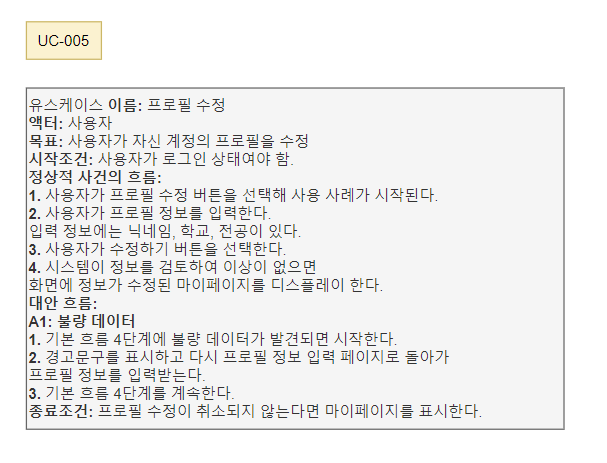 UC-005
유스케이스 이름: 프로필 수정
액터: 사용자
목표: 사용자가 자신 계정의 프로필을 수정
시작조건: 사용자가 로그인 상태여야 함.
정상적 사건의 흐름:
1. 사용자가 프로필 수정 버튼을 선택해 사용 사례가 시작된다.
2. 사용자가 프로필 정보를 입력한다.
입력 정보에는 닉네임, 학교, 전공이 있다.
3. 사용자가 수정하기 버튼을 선택한다.
4. 시스템이 정보를 검토하여 이상이 없으면
화면에 정보가 수정된 마이페이지를 디스플레이 한다.
대안 흐름:
A1: 불량 데이터
1. 기본 흐름 4단계에 불량 데이터가 발견되면 시작한다.
2. 경고문구를 표시하고 다시 프로필 정보 입력 페이지로 돌아가
프로필 정보를 입력받는다.
3. 기본 흐름 4단계를 계속한다.
종료조건: 프로필 수정이 취소되지 않는다면 마이페이지를 표시한다.